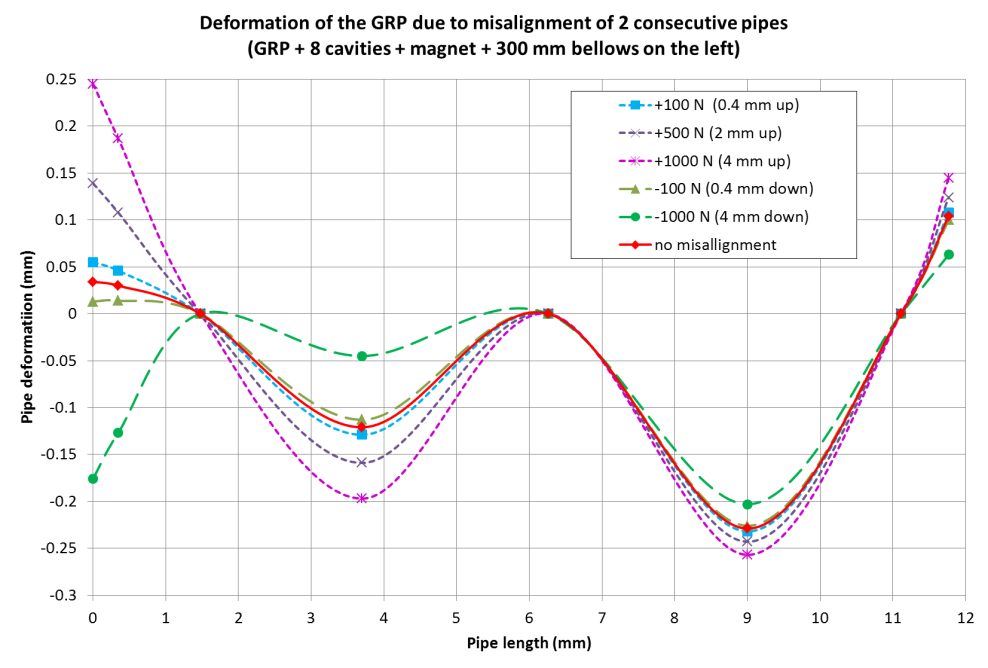 Deformation of the GRP due to misalignment of 2 consecutive pipes
(GRP + 8 cavities + magnet + 300 mm bellows on the left)
0.25
0.2
0.15
0.1
0.05
0
-0.05
-0.1
-0.15
-0.2
-0.25
-0.3
Pipe deformatiion (mm)
+100 N (0.4 mm up)
+500 N (2 mm up)
+1000 N (4 mm up)
-100 N (0.4 mm down)
-1000 N (4 mm down)
no misallignment
0 1 2 3 4 5 6 7 8 9 10 11 12
Pipe length (mm)